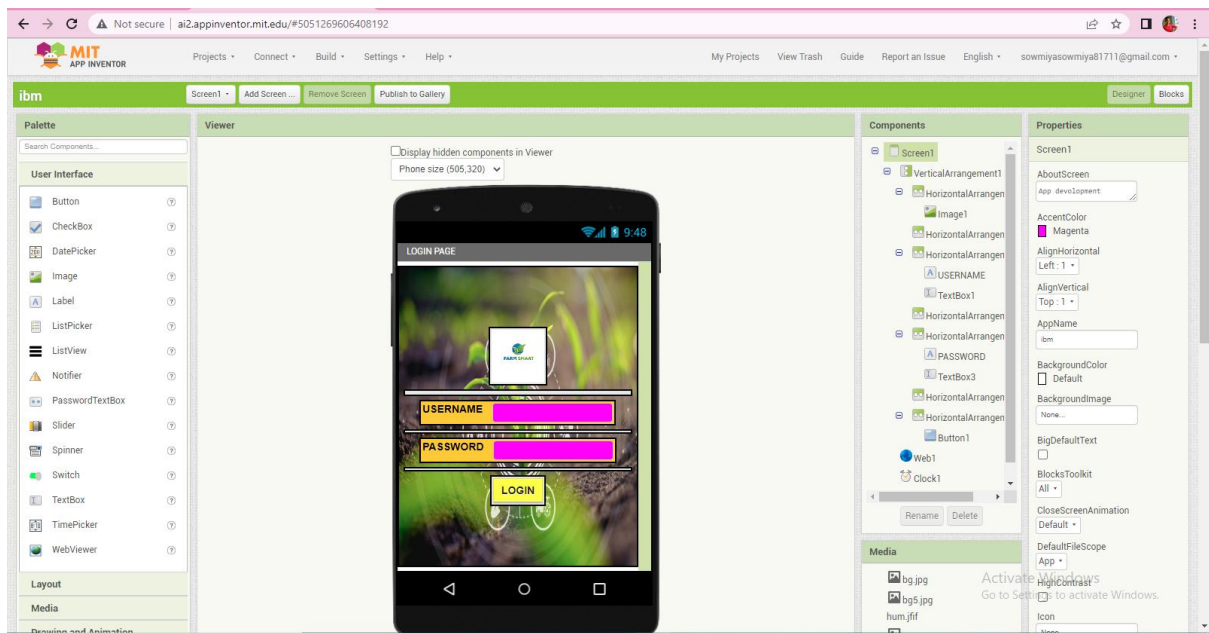 Not secure | ai2.appinventor.mit.edu/#5051269606408192
MIT
APP INVENTOR
Projects Connect Build Settings Help
My Projects View Trash Guide Report an Issue English sowmiyasowmiya81711@gmail.com
ibm
Screen1 Add Screen ... Remove Screen Publish to Gallery
Designer Blocks
Palette
Search Components...
User Interface
Button
CheckBox
DatePicker
Image
Label
ListPicker
ListView
Notifier
PasswordTextBox
Slider
Spinner
Switch
TextBox
TimePicker
WebViewer
Layout
Media
Drawing and Animation
Viewer
Display hidden components in Viewer
Phone size (505,320)
9:48
LOGIN PAGE
FARM SMART
USERNAME
PASSWORD
LOGIN
Components
Screen1
VerticalArrangement1
HorizontalArrangen
Image1
HorizontalArrangen
HorizontalArrangen
USERNAME
TextBox1
HorizontalArrangen
HorizontalArrangen
PASSWORD
TextBox3
HorizontalArrangen
HorizontalArrangen
Button1
Web1
Clock1
Rename Delete
Media
bg.jpg
bg5.jpg
hum.jfif
Properties
Screen1
AboutScreen
App devolopment
AccentColor
Magenta
AlignHorizontal
Left : 1
AlignVertical
Top : 1
AppName
ibm
BackgroundColor
Default
BackgroundImage
None...
BigDefaultText
BlocksToolkit
All
CloseScreenAnimation
Default
DefaultFileScope
App
HighContrast
Icon
None
Activate Windows
Go to Settings to activate Windows.